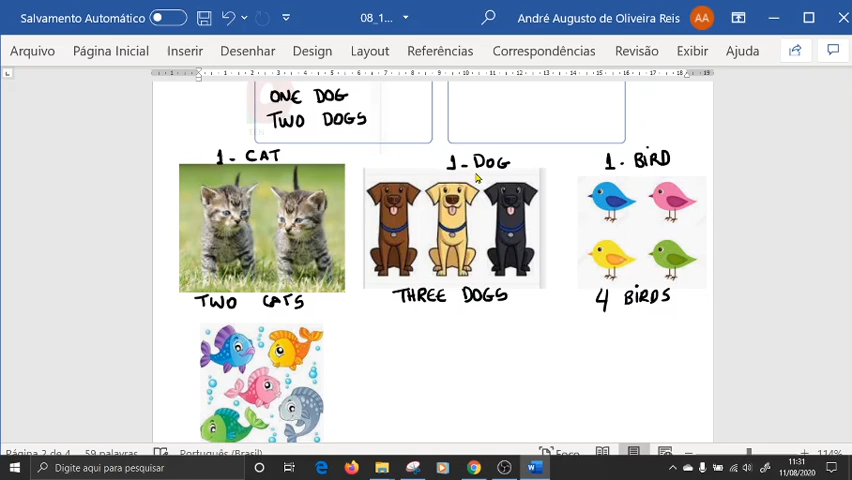 Salvamento Automático
08_1...
André Augusto de Oliveira Reis
AA
Arquivo Página Inicial Inserir Desenhar Design Layout Referências Correspondências Revisão Exibir Ajuda
ONE DOG
TWO DOGS
1- CAT
1- DOG
1- BIRD
TWO CATS
THREE DOGS
4 BIRDS
Página 2 de 4 59 palavras Português (Brasil) Foco 114%
Digite aqui para pesquisar
11:31
11/08/2020